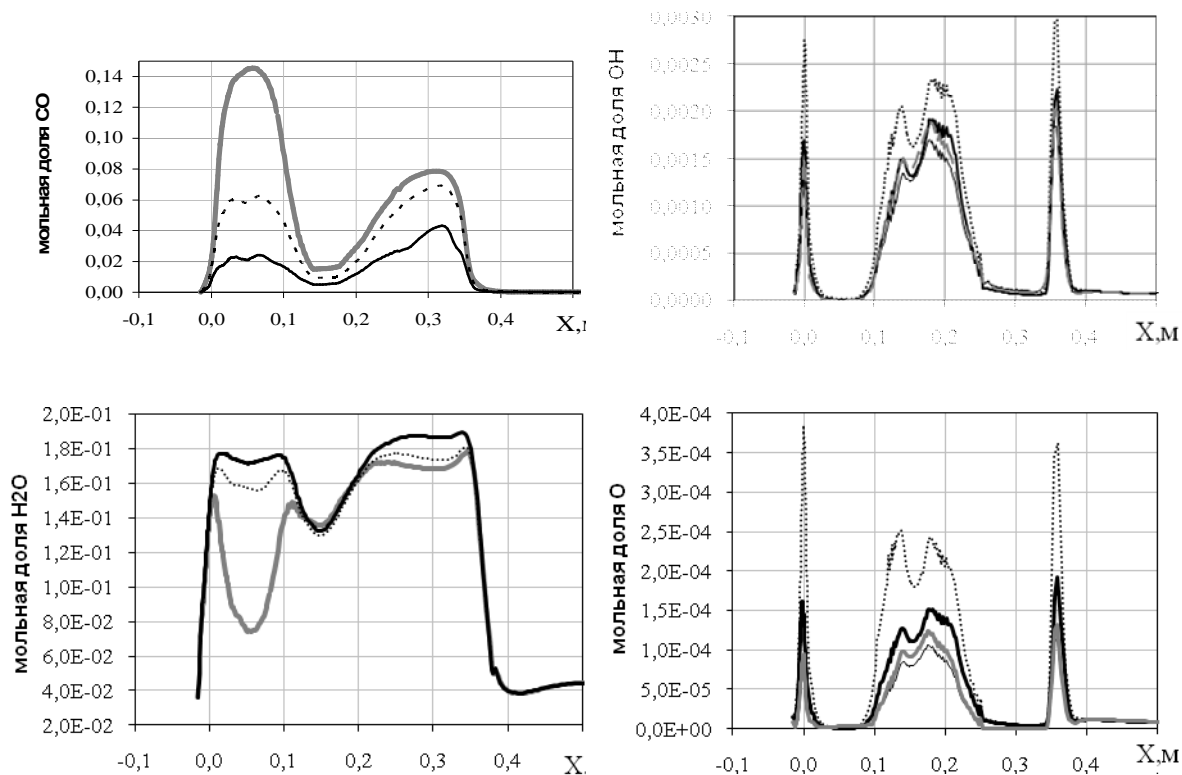 мольная доля CO
0,14
0,12
0,10
0,08
0,06
0,04
0,02
0,00
-0,1 0,0 0,1 0,2 0,3 0,4 X,м
мольная доля OH
0,0030
0,0025
0,0020
0,0015
0,0010
0,0005
0,0000
-0,1 0,0 0,1 0,2 0,3 0,4 X,м
мольная доля H2O
2,0E-01
1,8E-01
1,6E-01
1,4E-01
1,2E-01
1,0E-01
8,0E-02
6,0E-02
4,0E-02
2,0E-02
-0,1 0,0 0,1 0,2 0,3 0,4 X,
мольная доля O
4,0E-04
3,5E-04
3,0E-04
2,5E-04
2,0E-04
1,5E-04
1,0E-04
5,0E-05
0,0E+00
-0,1 0,0 0,1 0,2 0,3 0,4 X,м